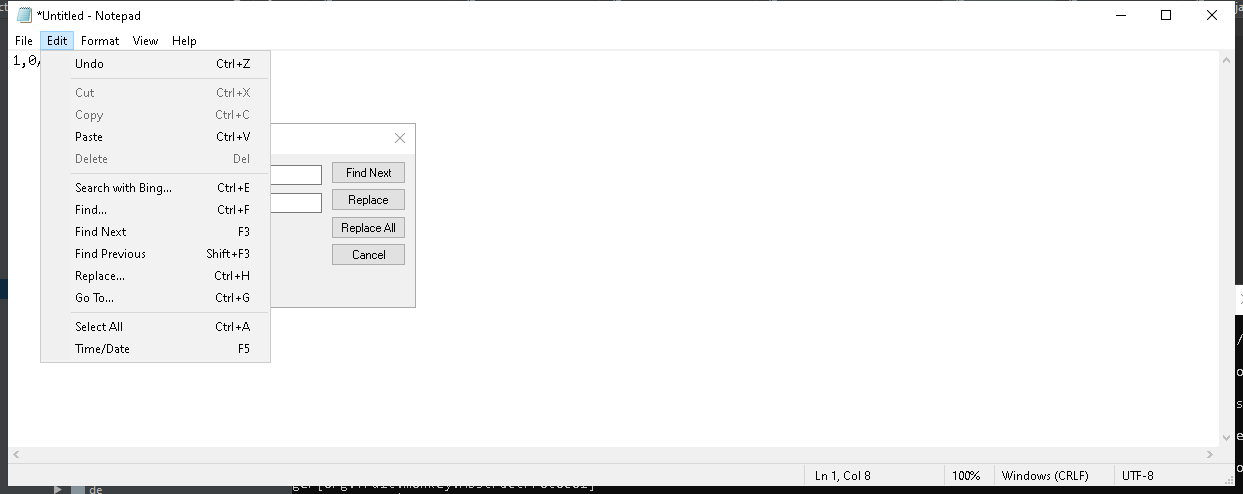 *Untitled - Notepad
File Edit Format View Help
1,0/
Undo Ctrl+Z
Cut Ctrl+X
Copy Ctrl+C
Paste Ctrl+V
Delete Del
Search with Bing... Ctrl+E
Find... Ctrl+F
Find Next F3
Find Previous Shift+F3
Replace... Ctrl+H
Go To... Ctrl+G
Select All Ctrl+A
Time/Date F5
Find Next
Replace
Replace All
Cancel
Ln 1, Col 8 100% Windows (CRLF) UTF-8
de